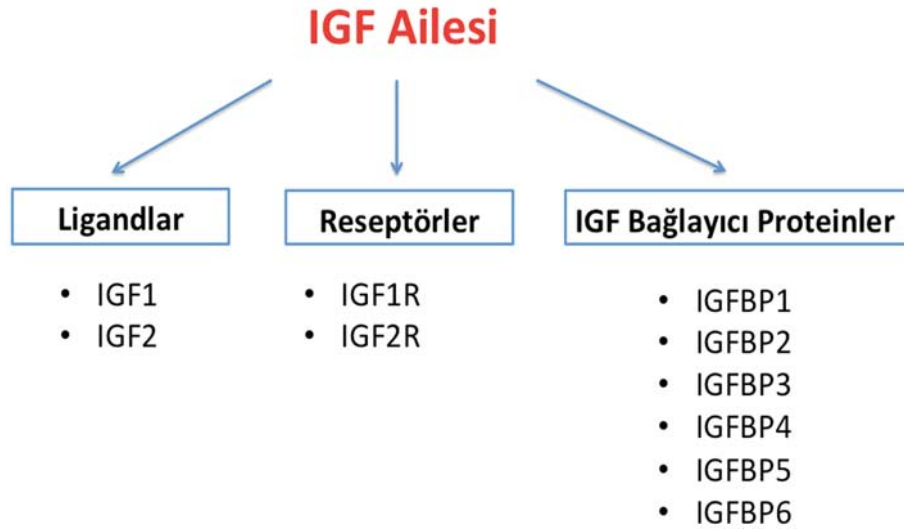 IGF Ailesi
Ligandlar
• IGF1
• IGF2
Reseptörler
• IGF1R
• IGF2R
IGF Bağlayıcı Proteinler
• IGFBP1
• IGFBP2
• IGFBP3
• IGFBP4
• IGFBP5
• IGFBP6